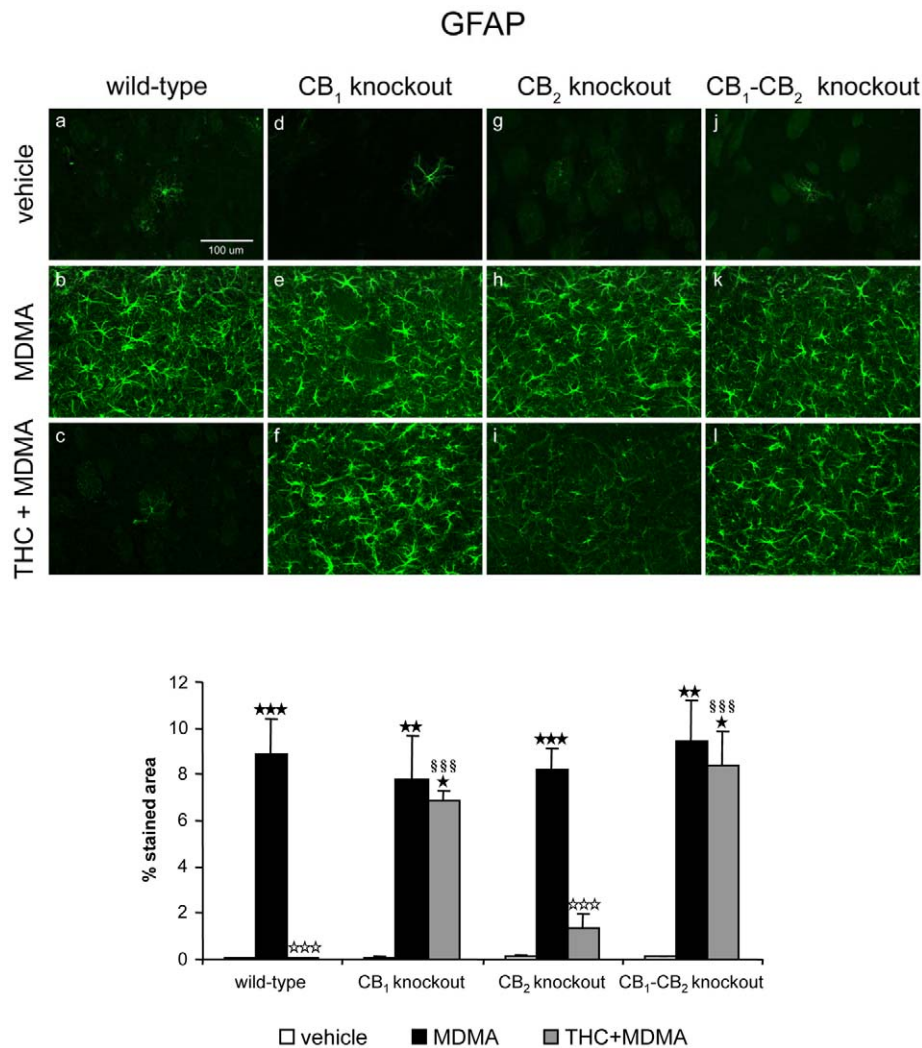 GFAP
wild-type CB₁ knockout CB₂ knockout CB₁-CB₂ knockout
vehicle
a d g j
100 um
MDMA
b e h k
THC + MDMA
c f i l
% stained area
12
10
8
6
4
2
0
★★★
☆☆☆
★★
§§§
★
★★★
☆☆☆
★★
§§§
★
wild-type CB₁ knockout CB₂ knockout CB₁-CB₂ knockout
vehicle MDMA THC+MDMA